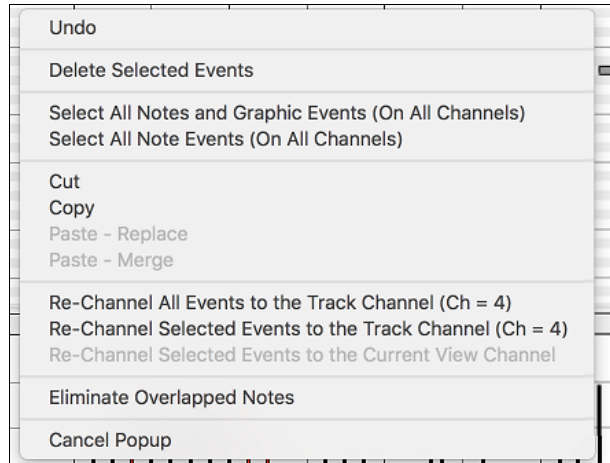 Undo
Delete Selected Events
Select All Notes and Graphic Events (On All Channels)
Select All Note Events (On All Channels)
Cut
Copy
Paste - Replace
Paste - Merge
Re-Channel All Events to the Track Channel (Ch = 4)
Re-Channel Selected Events to the Track Channel (Ch = 4)
Re-Channel Selected Events to the Current View Channel
Eliminate Overlapped Notes
Cancel Popup